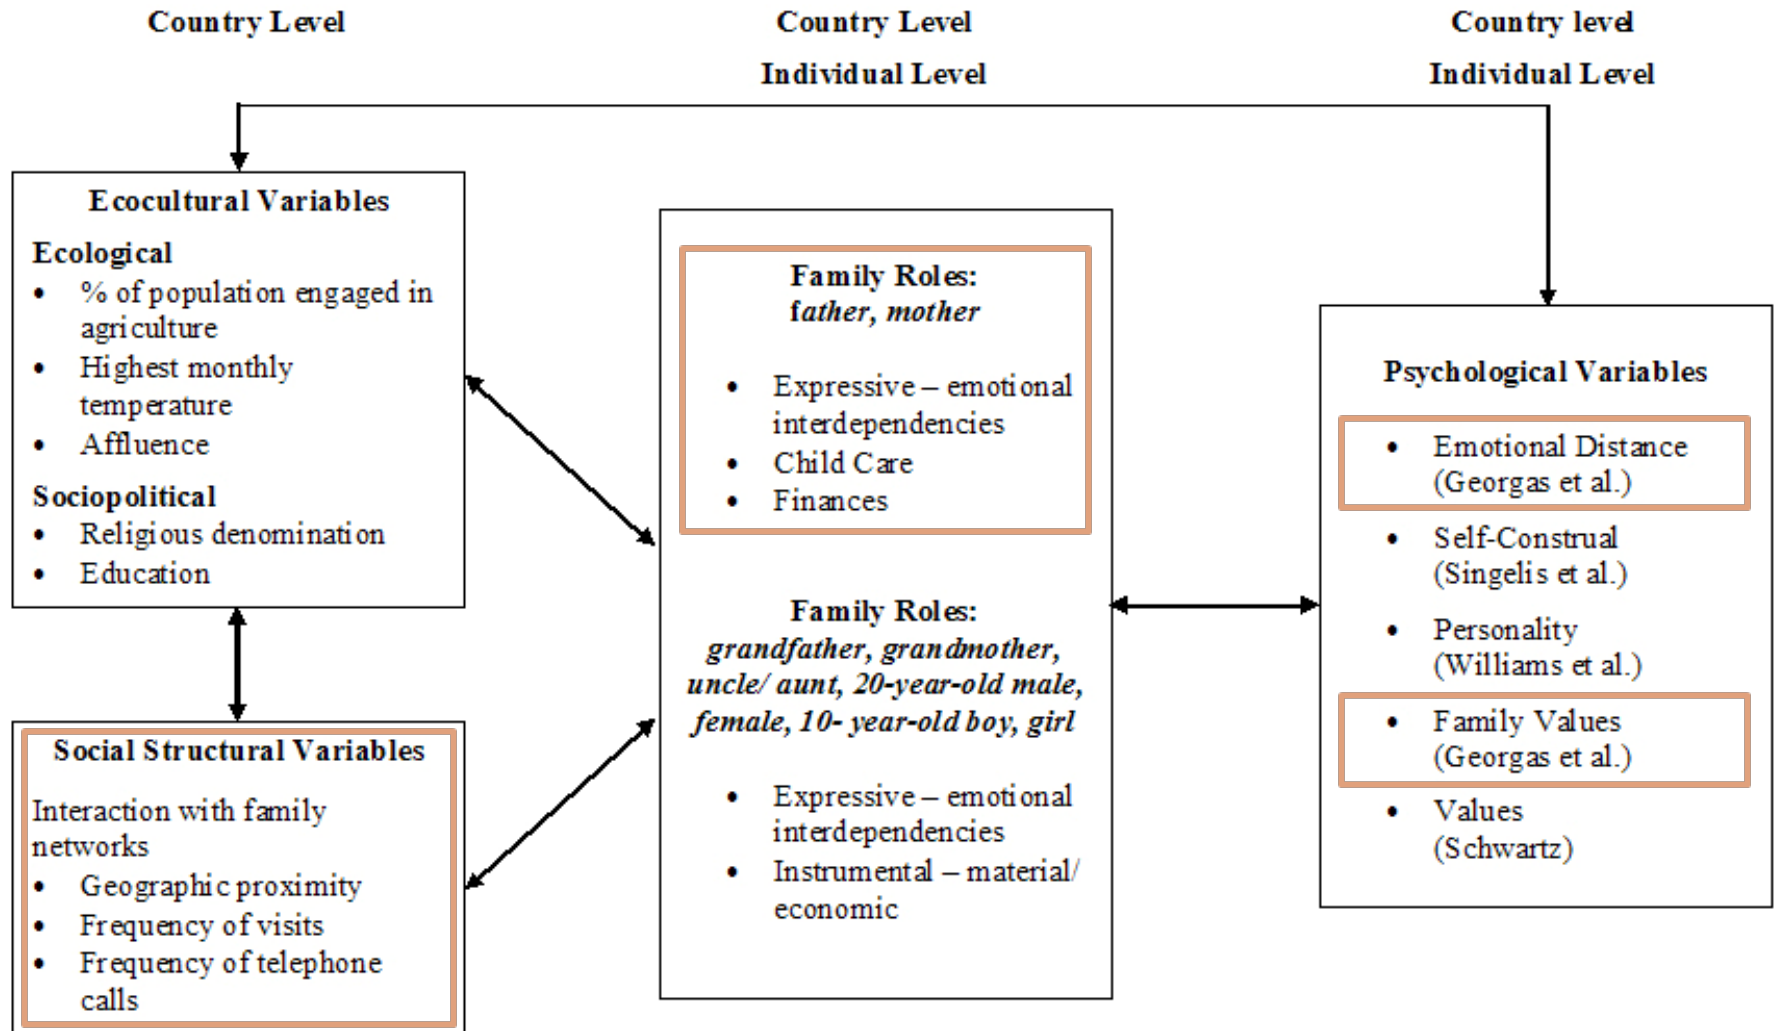 Country Level
Country Level
Individual Level
Country level
Individual Level
Ecocultural Variables
Ecological
• % of population engaged in
agriculture
• Highest monthly
temperature
• Affluence
Sociopolitical
• Religious denomination
• Education
Social Structural Variables
Interaction with family
networks
• Geographic proximity
• Frequency of visits
• Frequency of telephone
calls
Family Roles:
father, mother
• Expressive – emotional
interdependencies
• Child Care
• Finances
Family Roles:
grandfather, grandmother,
uncle/ aunt, 20-year-old male,
female, 10- year-old boy, girl
• Expressive – emotional
interdependencies
• Instrumental – material/
economic
Psychological Variables
• Emotional Distance
(Georgas et al.)
• Self-Construal
(Singelis et al.)
• Personality
(Williams et al.)
• Family Values
(Georgas et al.)
• Values
(Schwartz)